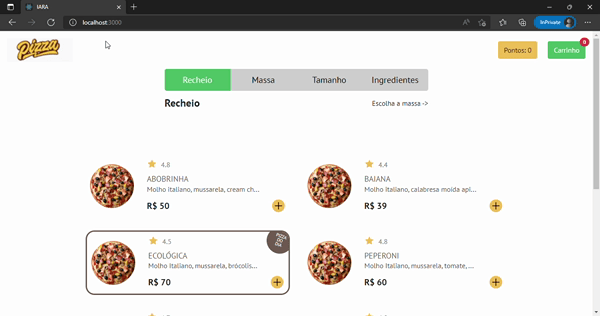 IARA
localhost:3000
InPrivate
Pizza
Pontos: 0
Carrinho
0
Recheio
Massa
Tamanho
Ingredientes
Recheio
Escolha a massa ->
4.8
ABOBRINHA
Molho Italiano, mussarela, cream ch...
R$ 50
4.4
BAIANA
Molho Italiano, calabresa moída api...
R$ 39
PIZZA
DO
DIA
4.5
ECOLÓGICA
Molho Italiano, mussarela, brócolis...
R$ 70
4.8
PEPERONI
Molho Italiano, mussarela, tomate, ...
R$ 60